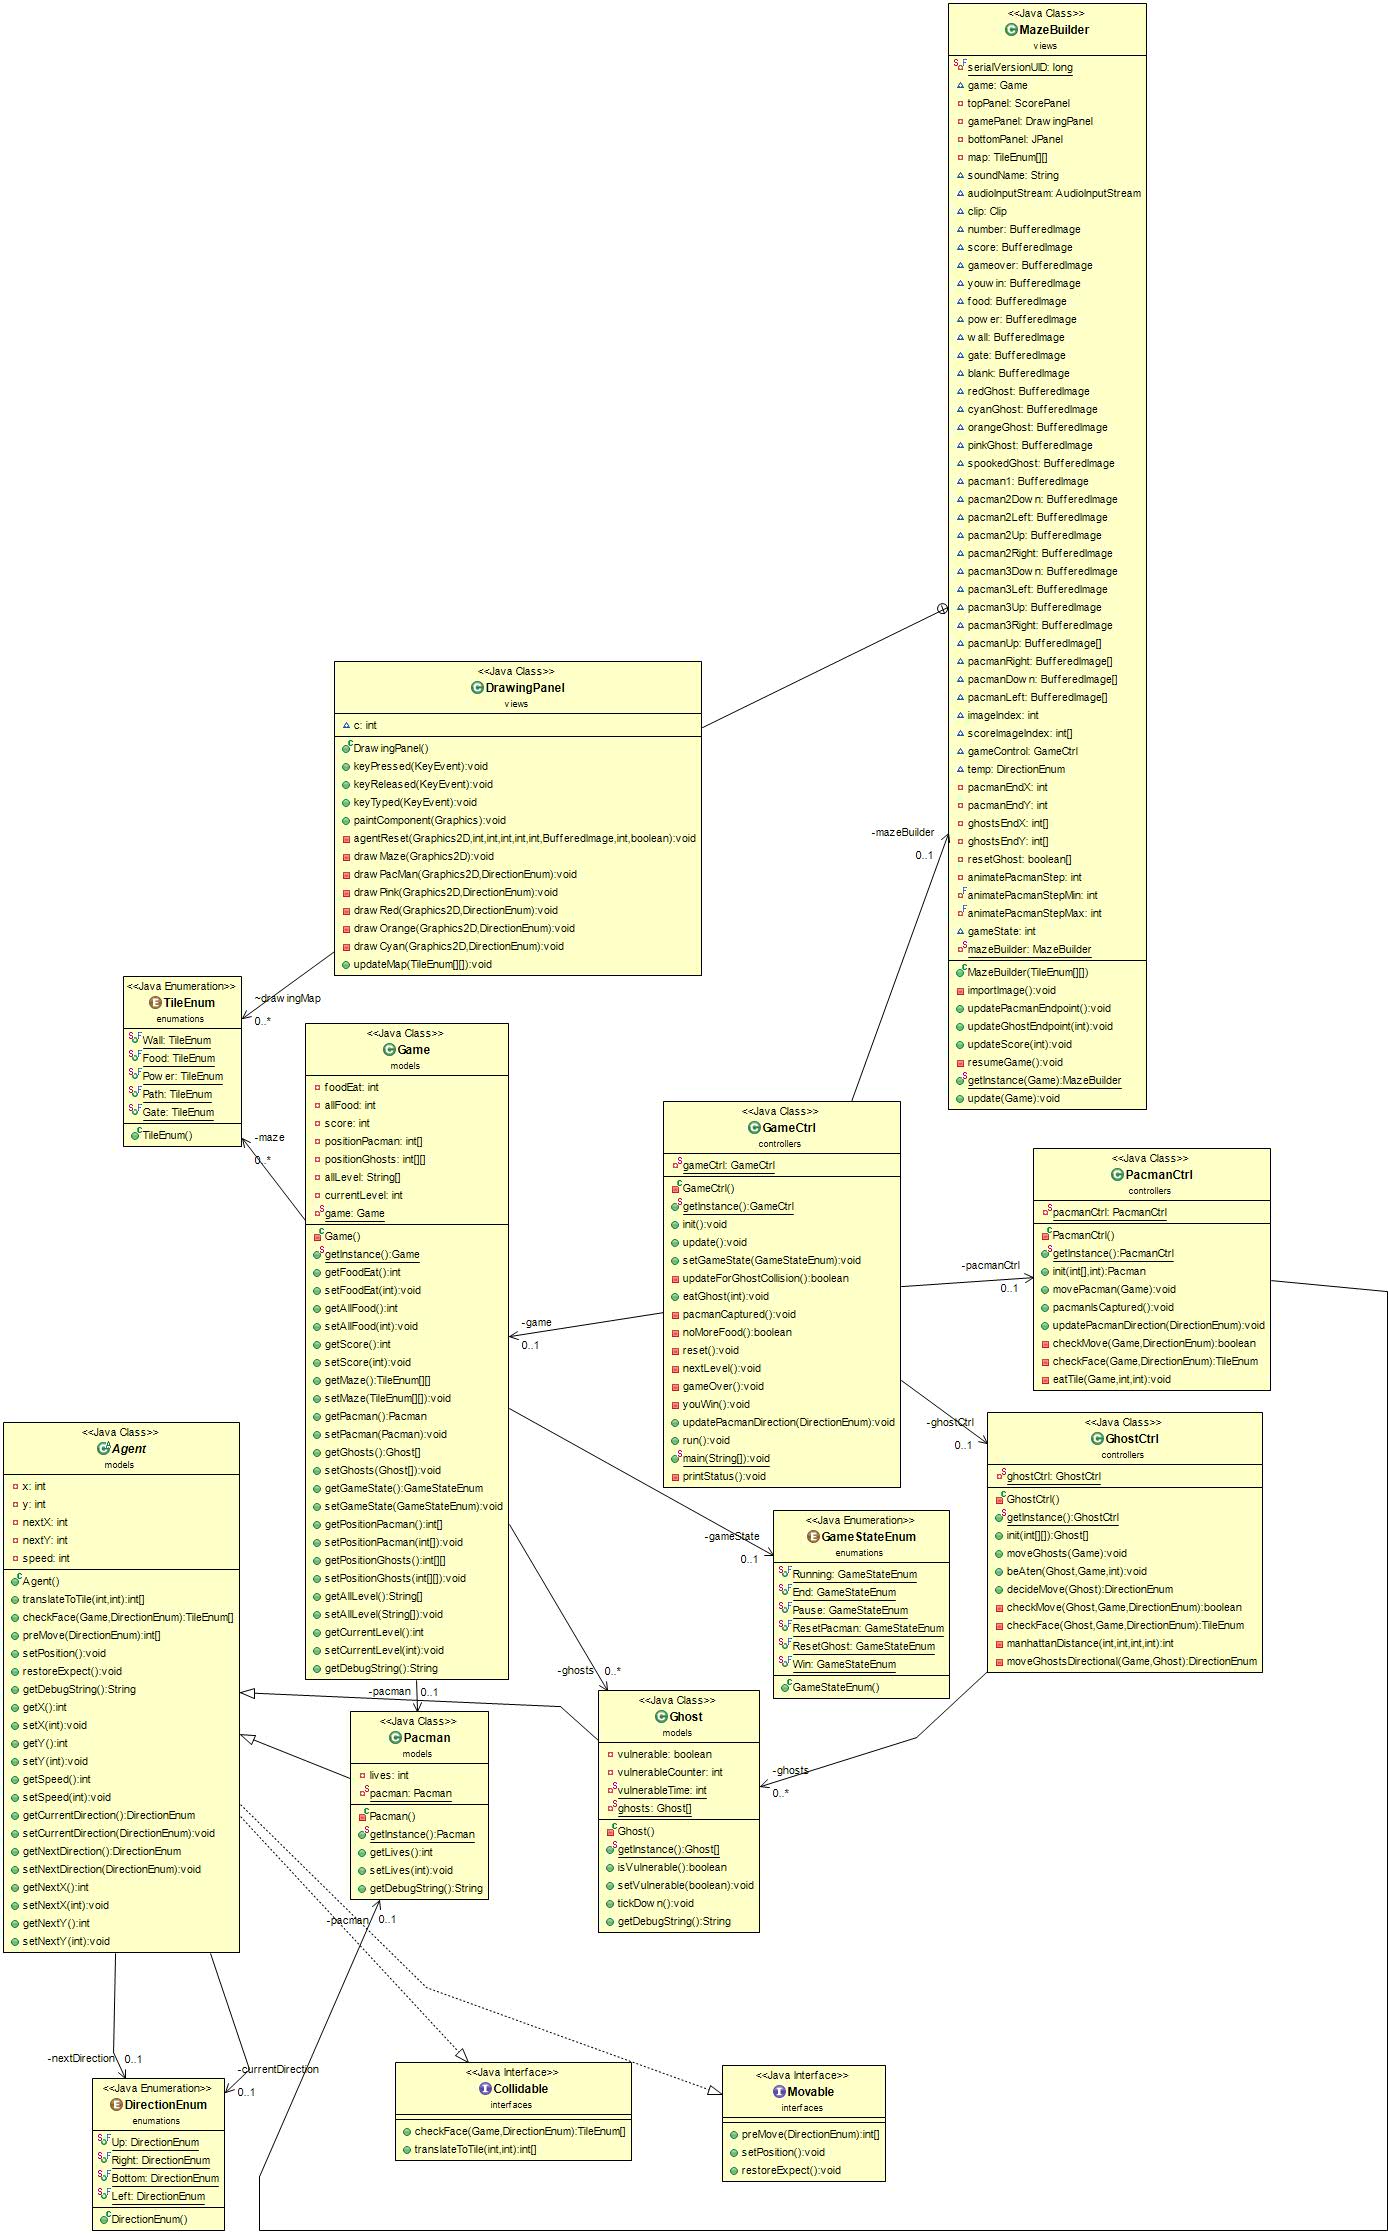 <<Java Class>>
MazeBuilder
views
serialVersionUID: long
game: Game
topPanel: ScorePanel
gamePanel: DrawingPanel
bottomPanel: JPanel
map: TileEnum[][]
soundName: String
audioInputStream: AudioInputStream
clip: Clip
number: BufferedImage
score: BufferedImage
gameover: BufferedImage
youwin: BufferedImage
food: BufferedImage
power: BufferedImage
wall: BufferedImage
gate: BufferedImage
blank: BufferedImage
redGhost: BufferedImage
cyanGhost: BufferedImage
orangeGhost: BufferedImage
pinkGhost: BufferedImage
spookedGhost: BufferedImage
pacman1: BufferedImage
pacman2Down: BufferedImage
pacman2Left: BufferedImage
pacman2Up: BufferedImage
pacman2Right: BufferedImage
pacman3Down: BufferedImage
pacman3Left: BufferedImage
pacman3Up: BufferedImage
pacman3Right: BufferedImage
pacmanUp: BufferedImage[]
pacmanRight: BufferedImage[]
pacmanDown: BufferedImage[]
pacmanLeft: BufferedImage[]
imageIndex: int
scoreImageIndex: int[]
gameControl: GameCtrl
temp: DirectionEnum
pacmanEndX: int
pacmanEndY: int
ghostsEndX: int[]
ghostsEndY: int[]
resetGhost: boolean[]
animatePacmanStep: int
animatePacmanStepMin: int
animatePacmanStepMax: int
gameState: int
mazeBuilder: MazeBuilder
MazeBuilder(TileEnum[][])
importImage():void
updatePacmanEndpoint():void
updateGhostEndpoint(int):void
updateScore(int):void
resumeGame():void
getInstance(Game):MazeBuilder
update(Game):void
<<Java Class>>
DrawingPanel
views
c: int
DrawingPanel()
keyPressed(KeyEvent):void
keyReleased(KeyEvent):void
keyTyped(KeyEvent):void
paintComponent(Graphics):void
agentReset(Graphics2D,int,int,int,int,int,BufferedImage,int,boolean):void
drawMaze(Graphics2D):void
drawPacMan(Graphics2D,DirectionEnum):void
drawPink(Graphics2D,DirectionEnum):void
drawRed(Graphics2D,DirectionEnum):void
drawOrange(Graphics2D,DirectionEnum):void
drawCyan(Graphics2D,DirectionEnum):void
updateMap(TileEnum[][]):void
-mazeBuilder
0..1
~drawingMap
0..*
<<Java Enumeration>>
TileEnum
enumations
Wall: TileEnum
Food: TileEnum
Power: TileEnum
Path: TileEnum
Gate: TileEnum
TileEnum()
-maze
0..*
<<Java Class>>
Game
models
foodEat: int
allFood: int
score: int
positionPacman: int[]
positionGhosts: int[][]
allLevel: String[]
currentLevel: int
game: Game
Game()
getInstance():Game
getFoodEat():int
setFoodEat(int):void
getAllFood():int
setAllFood(int):void
getScore():int
setScore(int):void
getMaze():TileEnum[][]
setMaze(TileEnum[][]):void
getPacman():Pacman
setPacman(Pacman):void
getGhosts():Ghost[]
setGhosts(Ghost[]):void
getGameState():GameStateEnum
setGameState(GameStateEnum):void
getPositionPacman():int[]
setPositionPacman(int[]):void
getPositionGhosts():int[][]
setPositionGhosts(int[][]):void
getAllLevel():String[]
setAllLevel(String[]):void
getCurrentLevel():int
setCurrentLevel(int):void
getDebugString():String
<<Java Class>>
GameCtrl
controllers
gameCtrl: GameCtrl
GameCtrl()
getInstance():GameCtrl
init():void
update():void
setGameState(GameStateEnum):void
updateForGhostCollision():boolean
eatGhost(int):void
pacmanCaptured():void
noMoreFood():boolean
reset():void
nextLevel():void
gameOver():void
youWin():void
updatePacmanDirection(DirectionEnum):void
run():void
main(String[]):void
printStatus():void
-game
0..1
-pacmanCtrl
0..1
<<Java Class>>
PacmanCtrl
controllers
pacmanCtrl: PacmanCtrl
PacmanCtrl()
getInstance():PacmanCtrl
init(int[],int):Pacman
movePacman(Game):void
pacmanIsCaptured():void
updatePacmanDirection(DirectionEnum):void
checkMove(Game,DirectionEnum):boolean
checkFace(Game,DirectionEnum):TileEnum
eatTile(Game,int,int):void
-ghostCtrl
0..1
<<Java Class>>
GhostCtrl
controllers
ghostCtrl: GhostCtrl
GhostCtrl()
getInstance():GhostCtrl
init(int[][]):Ghost[]
moveGhosts(Game):void
beAten(Ghost,Game,int):void
decideMove(Ghost):DirectionEnum
checkMove(Ghost,Game,DirectionEnum):boolean
checkFace(Ghost,Game,DirectionEnum):TileEnum
manhattanDistance(int,int,int,int):int
moveGhostsDirectional(Game,Ghost):DirectionEnum
<<Java Class>>
Agent
models
x: int
y: int
nextX: int
nextY: int
speed: int
Agent()
translateToTile(int,int):int[]
checkFace(Game,DirectionEnum):TileEnum[]
preMove(DirectionEnum):int[]
setPosition():void
restoreExpect():void
getDebugString():String
getX():int
setX(int):void
getY():int
setY(int):void
getSpeed():int
setSpeed(int):void
getCurrentDirection():DirectionEnum
setCurrentDirection(DirectionEnum):void
getNextDirection():DirectionEnum
setNextDirection(DirectionEnum):void
getNextX():int
setNextX(int):void
getNextY():int
setNextY(int):void
-gameState
0..1
<<Java Enumeration>>
GameStateEnum
enumations
Running: GameStateEnum
End: GameStateEnum
Pause: GameStateEnum
ResetPacman: GameStateEnum
ResetGhost: GameStateEnum
Win: GameStateEnum
GameStateEnum()
-ghosts
0..*
-pacman
0..1
<<Java Class>>
Pacman
models
lives: int
pacman: Pacman
Pacman()
getInstance():Pacman
getLives():int
setLives(int):void
getDebugString():String
<<Java Class>>
Ghost
models
vulnerable: boolean
vulnerableCounter: int
vulnerableTime: int
ghosts: Ghost[]
Ghost()
getInstance():Ghost[]
isVulnerable():boolean
setVulnerable(boolean):void
tickDown():void
getDebugString():String
-ghosts
0..*
-pacman
0..1
-nextDirection
0..1
-currentDirection
0..1
<<Java Enumeration>>
DirectionEnum
enumations
Up: DirectionEnum
Right: DirectionEnum
Bottom: DirectionEnum
Left: DirectionEnum
DirectionEnum()
<<Java Interface>>
Collidable
interfaces
checkFace(Game,DirectionEnum):TileEnum[]
translateToTile(int,int):int[]
<<Java Interface>>
Movable
interfaces
preMove(DirectionEnum):int[]
setPosition():void
restoreExpect():void